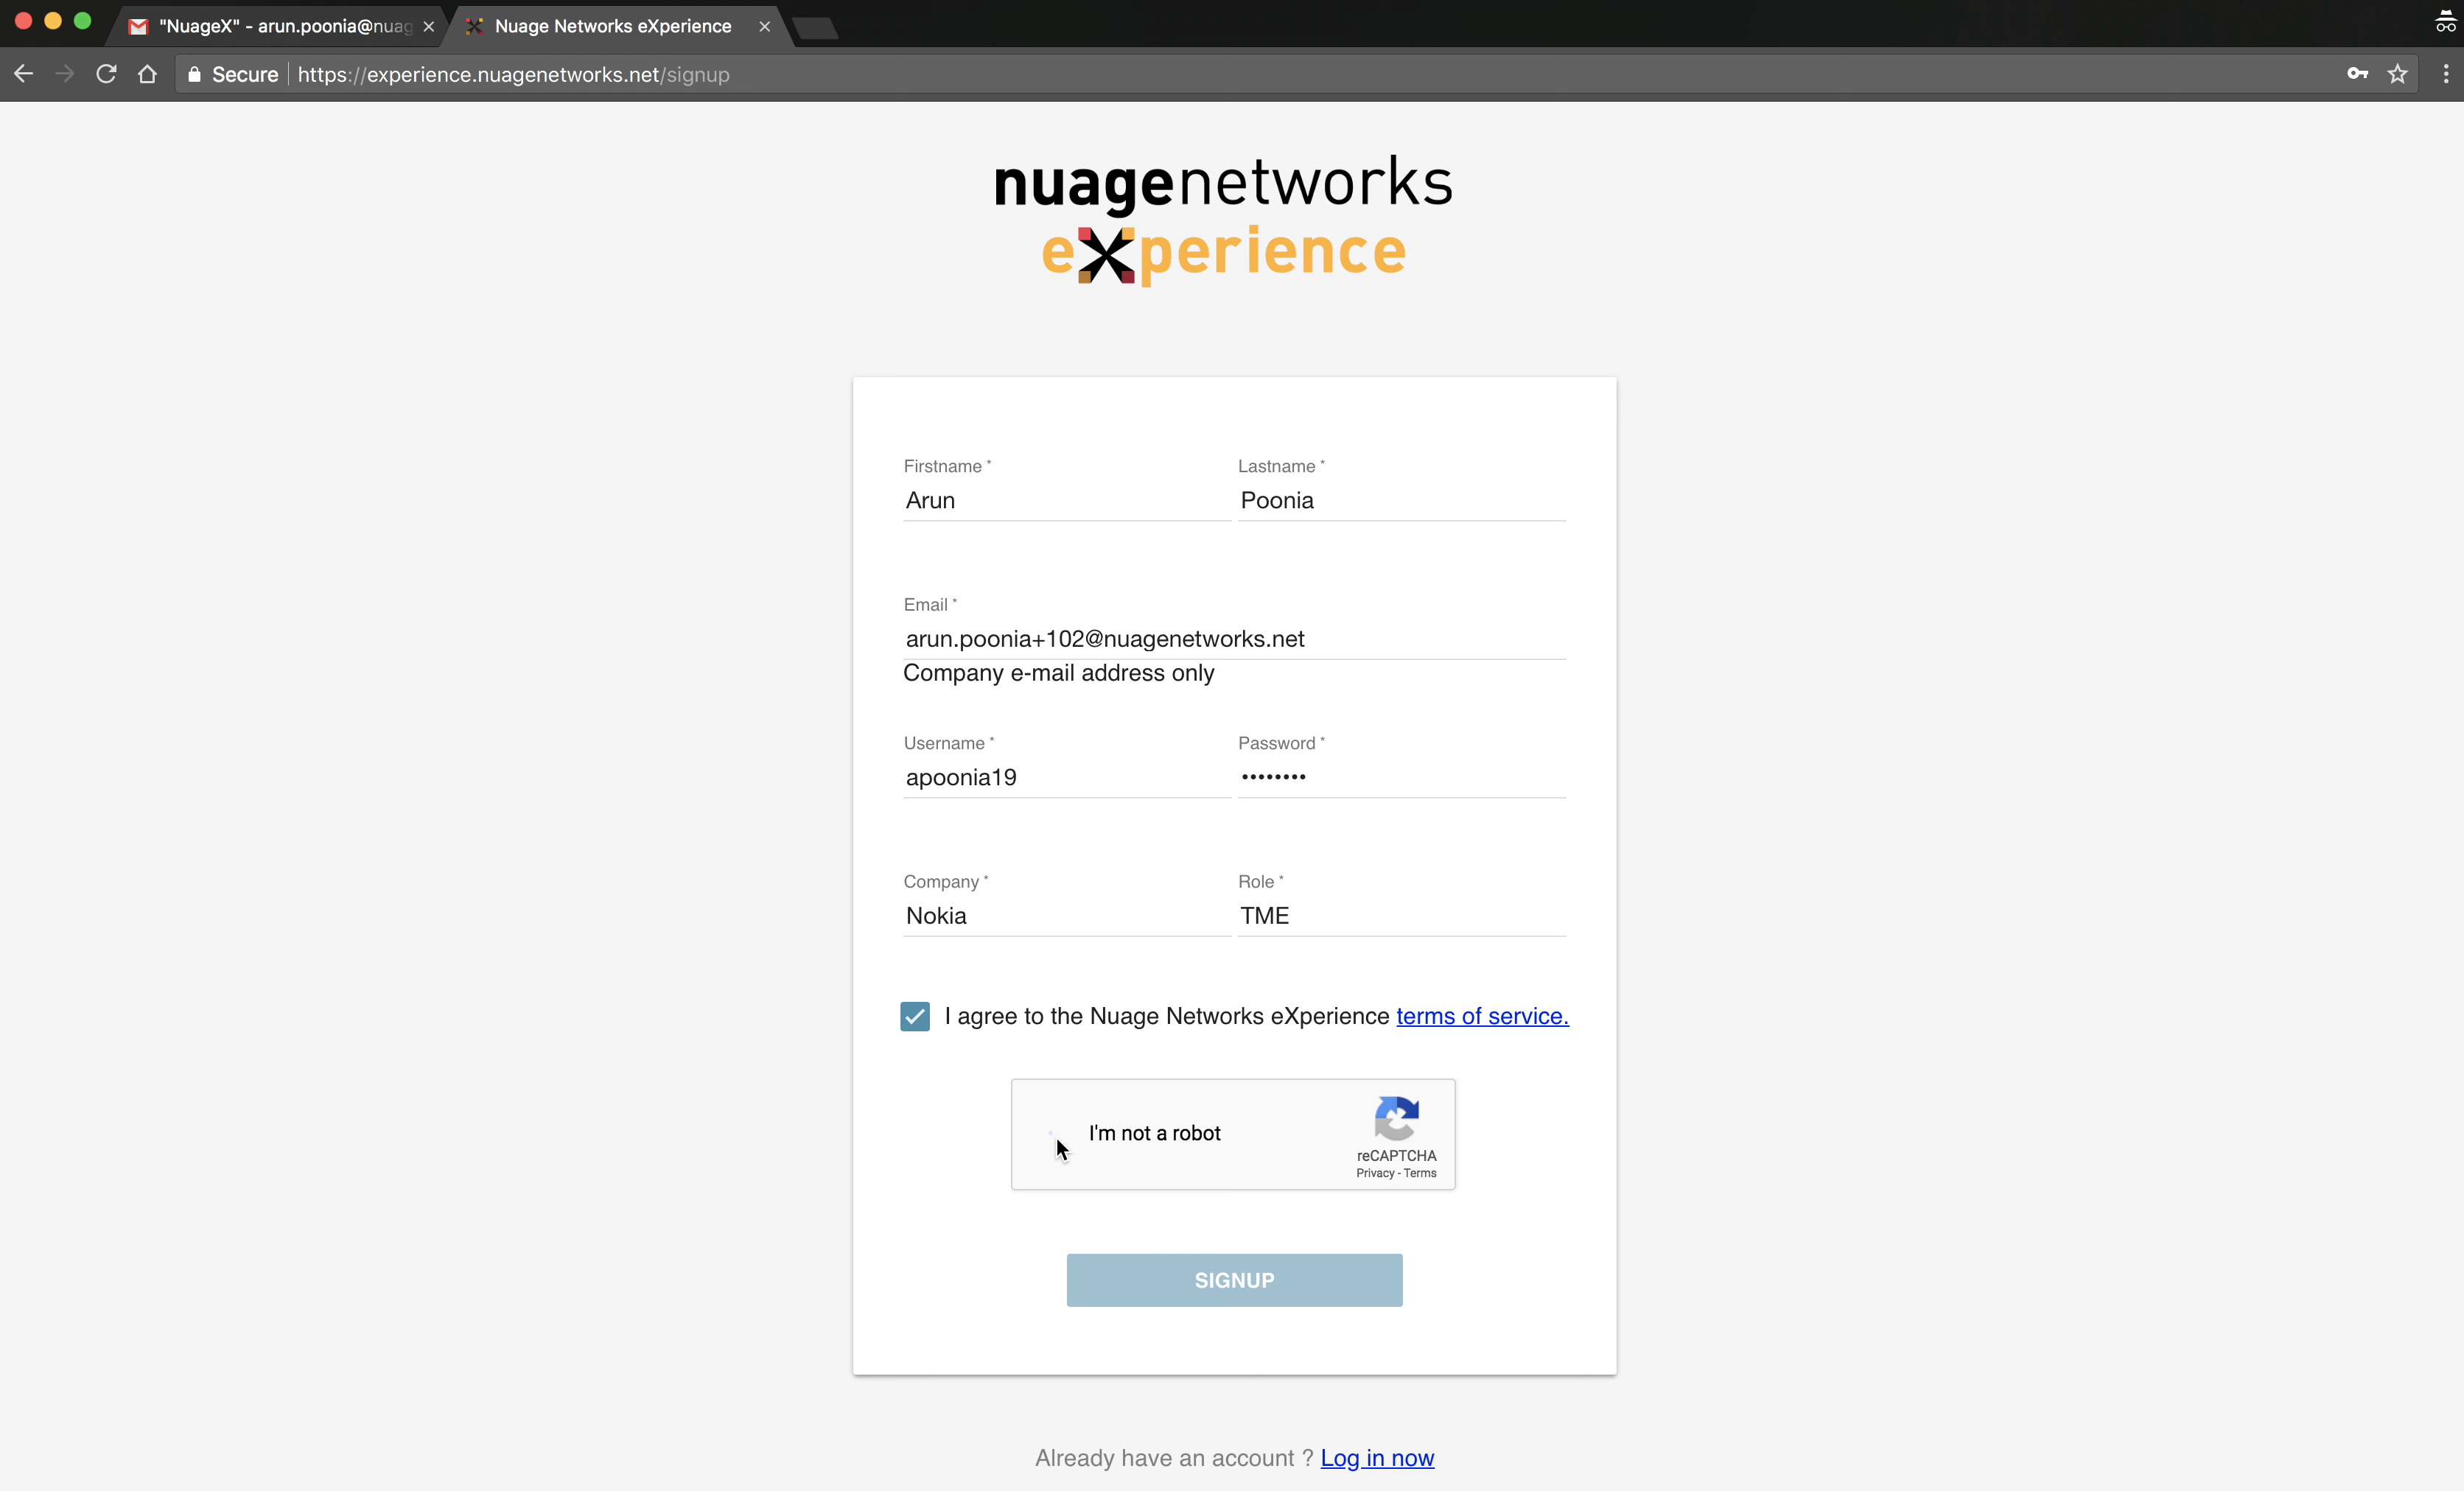 "NuageX" - arun.poonia@nuag
Nuage Networks eXperience
Secure https://experience.nuagenetworks.net/signup
nuagenetworks
eXperience
Firstname * Lastname *
Arun Poonia
Email *
arun.poonia+102@nuagenetworks.net
Company e-mail address only
Username * Password *
apoonia19 ••••••••
Company * Role *
Nokia TME
I agree to the Nuage Networks eXperience terms of service.
I'm not a robot
reCAPTCHA
Privacy - Terms
SIGNUP
Already have an account ? Log in now